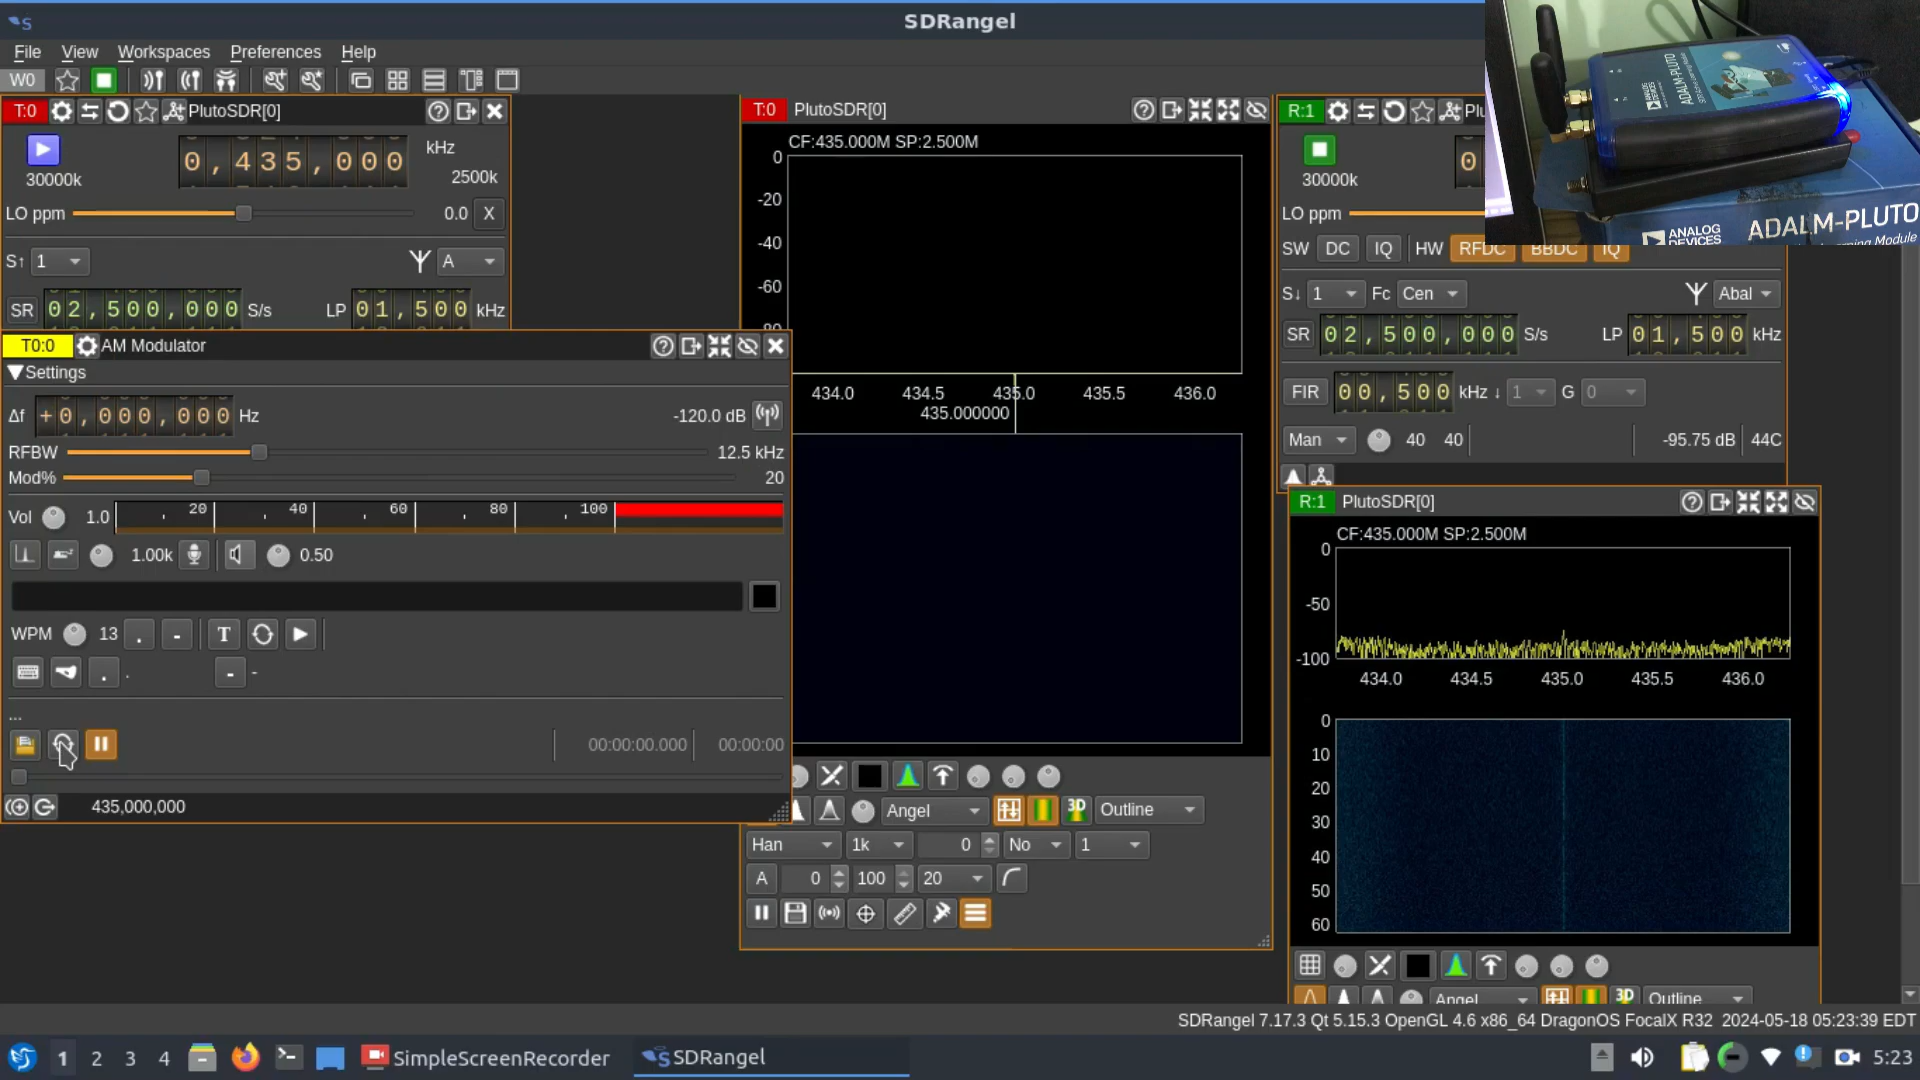 SDRangel
File View Workspaces Preferences Help
W0
T:0 PlutoSDR[0]
30000k
0,435,000 kHz
2500k
LO ppm 0.0 X
S↑ 1 A
SR 02,500,000 S/s LP 01,500 kHz
T0:0 AM Modulator
Settings
Δf +0,000,000 Hz -120.0 dB
RFBW 12.5 kHz
Mod% 20
Vol 1.0 20 40 60 80 100
1.00k 0.50
WPM 13 . - T
. . - -
...
00:00:00.000 00:00:00
435,000,000
T:0 PlutoSDR[0]
CF:435.000M SP:2.500M
0
-20
-40
-60
434.0 434.5 435.0 435.5 436.0
435.000000
Angel 3D Outline
Han 1k 0 No 1
A 0 100 20
R:1
30000k
0
LO ppm
SW DC IQ HW RFDC BBDC IQ
S↓ 1 Fc Cen Abal
SR 02,500,000 S/s LP 01,500 kHz
FIR 00,500 kHz ↓ 1 G 0
Man 40 40 -95.75 dB 44C
R:1 PlutoSDR[0]
CF:435.000M SP:2.500M
0
-50
-100
434.0 434.5 435.0 435.5 436.0
0
10
20
30
40
50
60
Angel 3D Outline
ANALOG DEVICES
ADALM-PLUTO
ANALOG DEVICES ADALM-PLUTO
Learning Module
SDRangel 7.17.3 Qt 5.15.3 OpenGL 4.6 x86_64 DragonOS FocalX R32 2024-05-18 05:23:39 EDT
1 2 3 4 SimpleScreenRecorder SDRangel 5:23